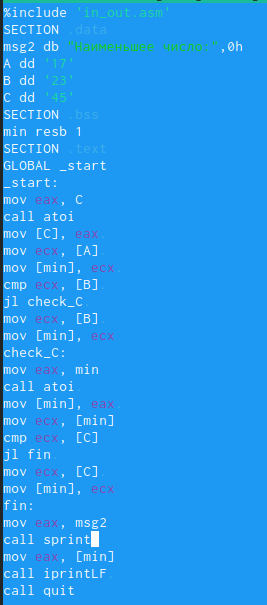 %include 'in_out.asm'
SECTION .data
msg2 db "Наименьшее число:",0h
A dd '17'
B dd '23'
C dd '45'
SECTION .bss
min resb 1
SECTION .text
GLOBAL _start
_start:
mov eax, C
call atoi
mov [C], eax
mov ecx, [A]
mov [min], ecx
cmp ecx, [B]
jl check_C
mov ecx, [B]
mov [min], ecx
check_C:
mov eax, min
call atoi
mov [min], eax
mov ecx, [min]
cmp ecx, [C]
jl fin
mov ecx, [C]
mov [min], ecx
fin:
mov eax, msg2
call sprint
mov eax, [min]
call iprintLF
call quit